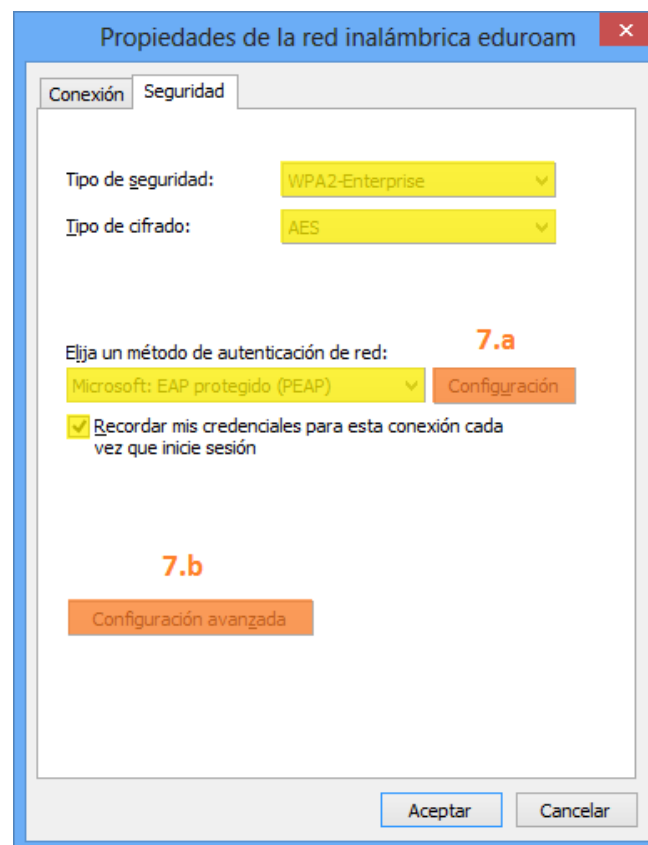 Propiedades de la red inalámbrica eduroam
Conexión
Seguridad
Tipo de seguridad:
WPA2-Enterprise
Tipo de cifrado:
AES
7.a
Elija un método de autenticación de red:
Microsoft: EAP protegido (PEAP)
Configuración
Recordar mis credenciales para esta conexión cada
vez que inicie sesión
7.b
Configuración avanzada
Aceptar
Cancelar